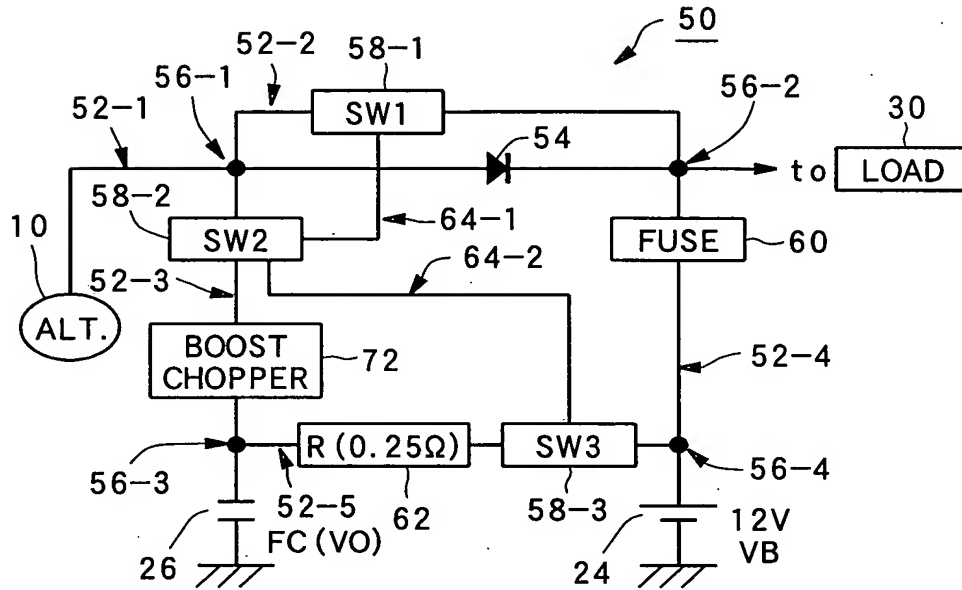 50
52-2
58-1
56-1
56-2
52-1
SW1
54
30
to
LOAD
58-2
10
SW2
64-1
FUSE
60
64-2
52-3
ALT.
BOOST
CHOPPER
72
52-4
R(0.25Ω)
SW3
56-3
52-5
62
58-3
56-4
26
FC(VO)
24
12V
VB